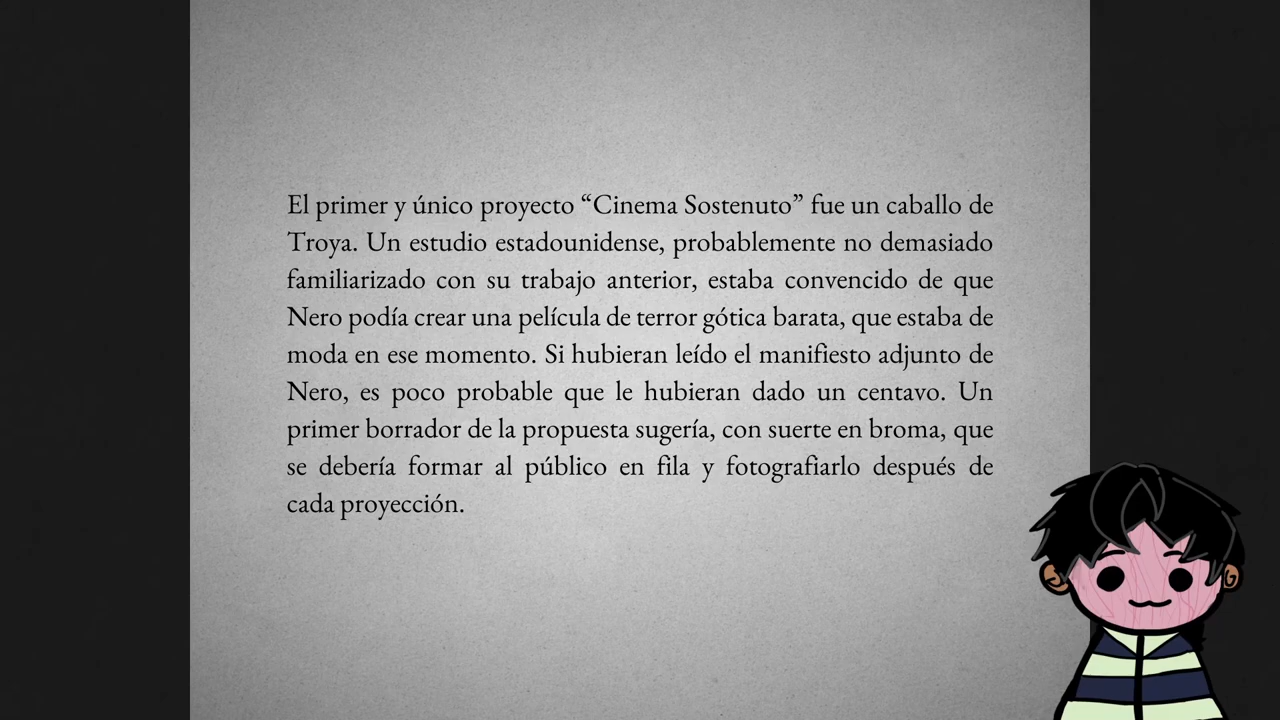 El primer y único proyecto “Cinema Sostenuto” fue un caballo de
Troya. Un estudio estadounidense, probablemente no demasiado
familiarizado con su trabajo anterior, estaba convencido de que
Nero podía crear una película de terror gótica barata, que estaba de
moda en ese momento. Si hubieran leído el manifiesto adjunto de
Nero, es poco probable que le hubieran dado un centavo. Un
primer borrador de la propuesta sugería, con suerte en broma, que
se debería formar al público en fila y fotografiarlo después de
cada proyección.